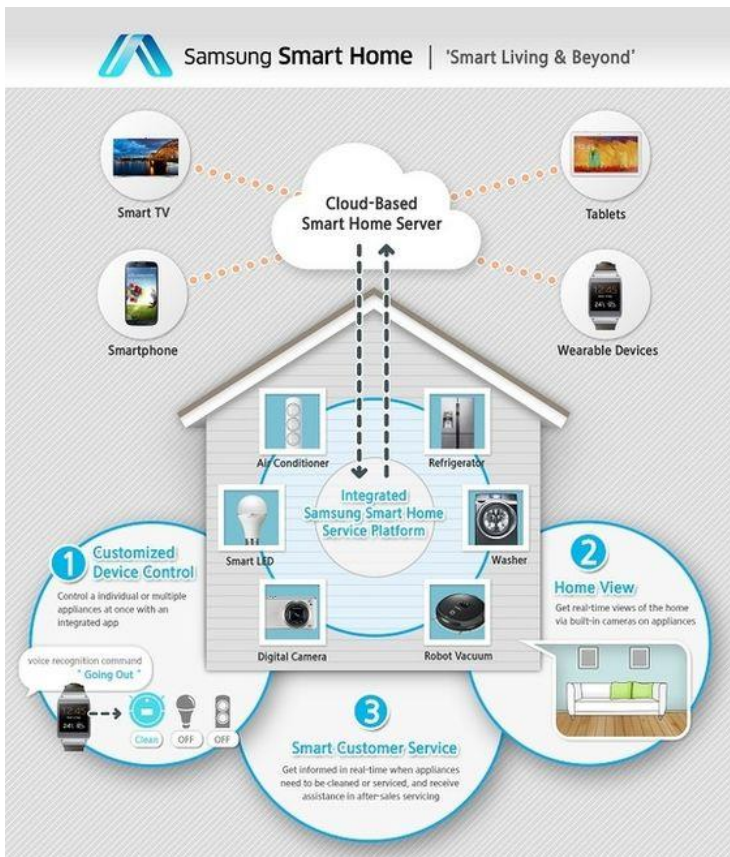 Samsung Smart Home | 'Smart Living & Beyond'
Smart TV
Cloud-Based
Smart Home Server
Tablets
Smartphone
Wearable Devices
Air Conditioner
Refrigerator
Integrated
Samsung Smart Home
Service Platform
Smart LED
Washer
Digital Camera
Robot Vacuum
1
Customized
Device Control
Control a individual or multiple
appliances at once with an
integrated app
voice recognition command
" Going Out "
Clean
OFF
OFF
2
Home View
Get real-time views of the home
via built-in cameras on appliances
3
Smart Customer Service
Get informed in real-time when appliances
need to be cleaned or serviced, and receive
assistance in after-sales servicing